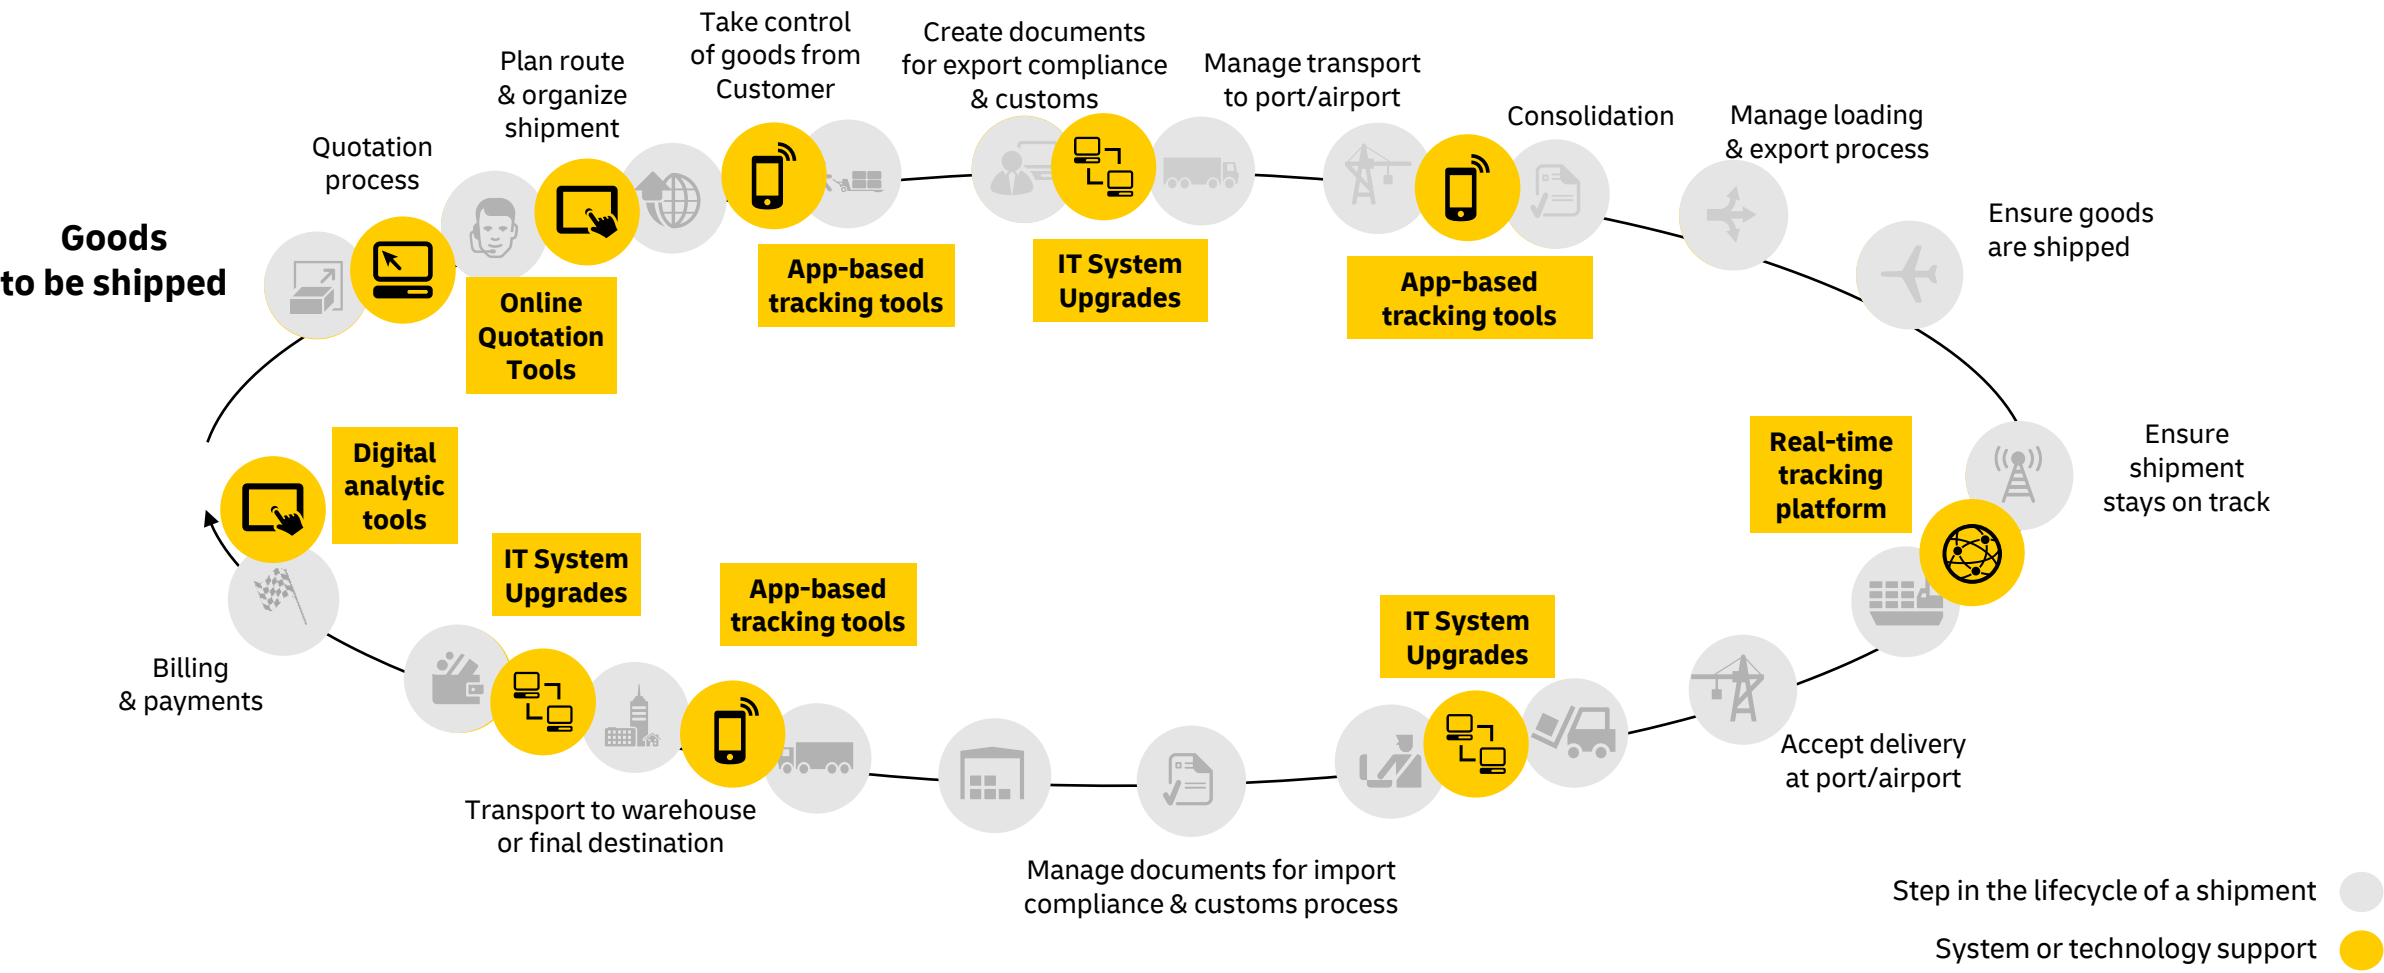 Take control
of goods from
Customer
Create documents
for export compliance
& customs
Plan route
& organize
shipment
Manage transport
to port/airport
Consolidation
Manage loading
& export process
Quotation
process
Ensure goods
are shipped
Goods
to be shipped
Online
Quotation
Tools
App-based
tracking tools
IT System
Upgrades
App-based
tracking tools
Real-time
tracking
platform
Ensure
shipment
stays on track
Digital
analytic
tools
IT System
Upgrades
App-based
tracking tools
IT System
Upgrades
Billing
& payments
Accept delivery
at port/airport
Transport to warehouse
or final destination
Manage documents for import
compliance & customs process
Step in the lifecycle of a shipment
System or technology support